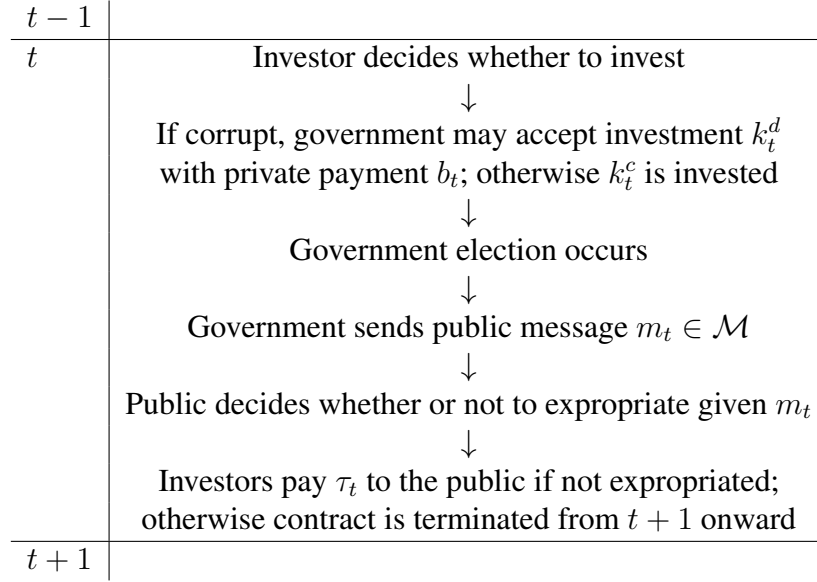 t − 1
t Investor decides whether to invest
↓
If corrupt, government may accept investment k_t^d
with private payment b_t; otherwise k_t^c is invested
↓
Government election occurs
↓
Government sends public message m_t ∈ ℳ
↓
Public decides whether or not to expropriate given m_t
↓
Investors pay τ_t to the public if not expropriated;
otherwise contract is terminated from t + 1 onward
t + 1